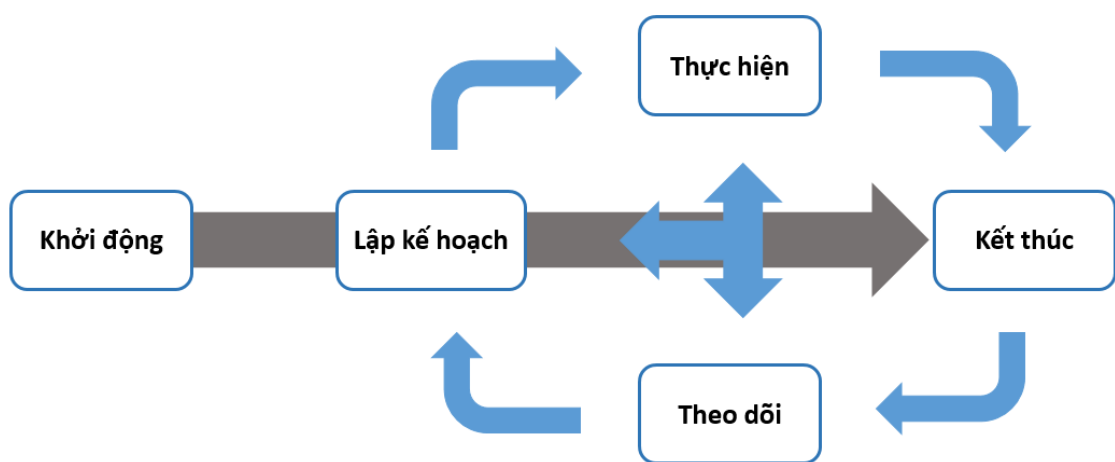 Thực hiện
Khởi động
Lập kế hoạch
Kết thúc
Theo dõi